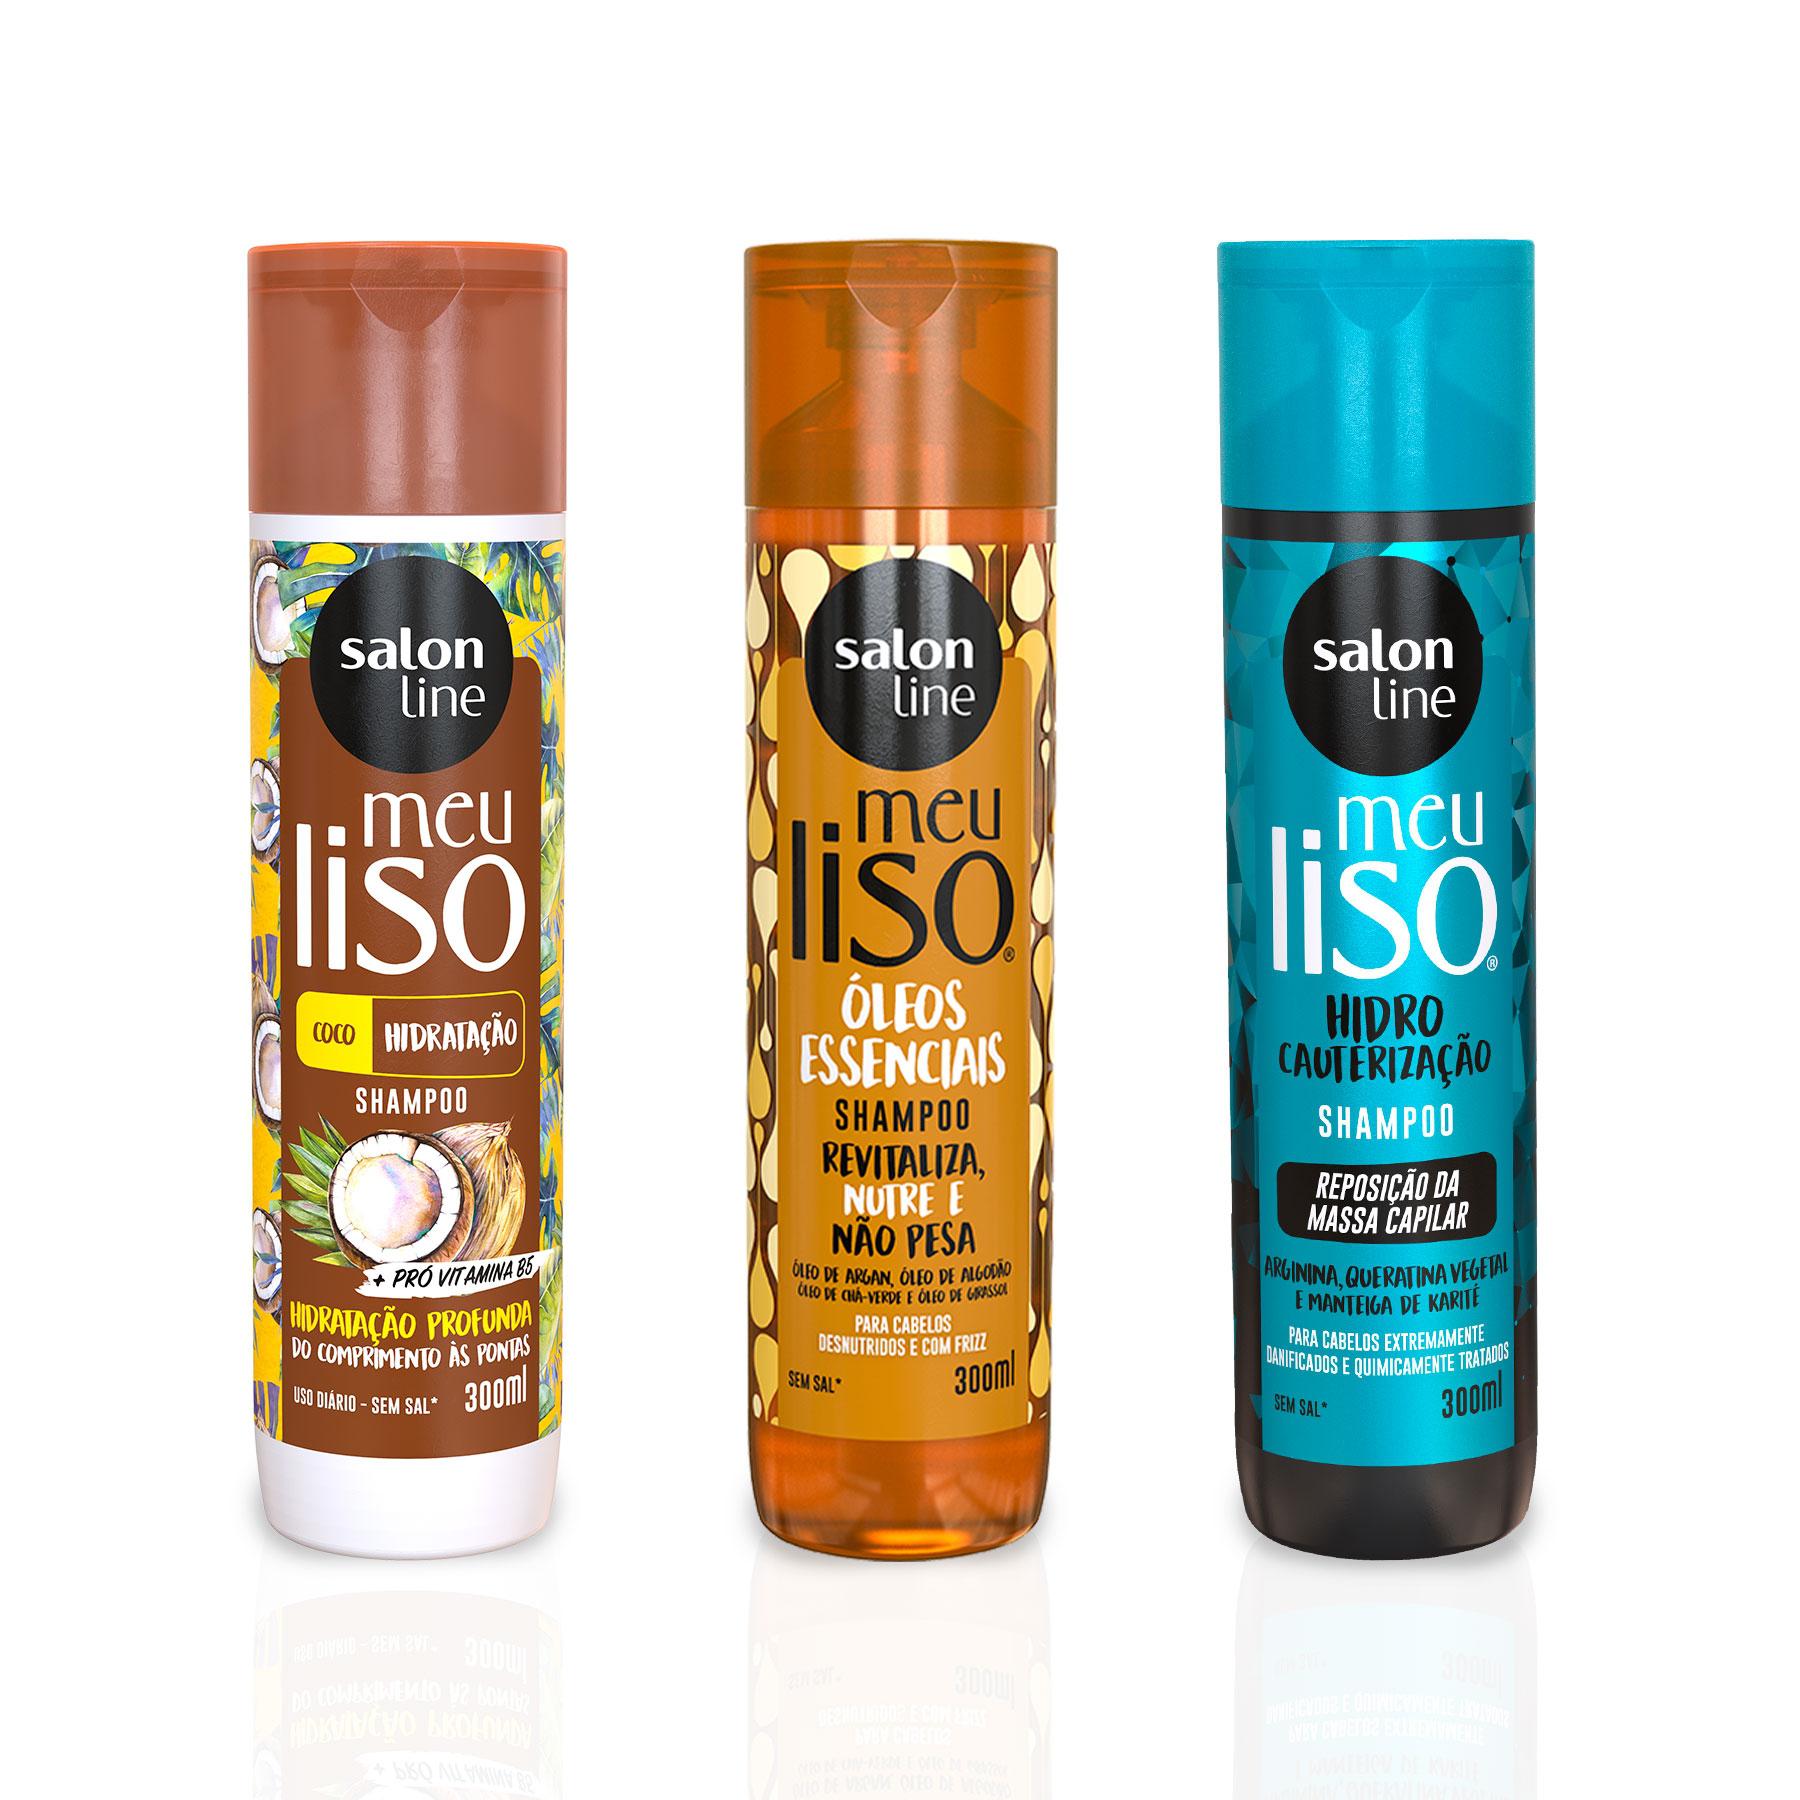 salon
line
meu
liso
COCO HIDRATAÇÃO
SHAMPOO
+ PRÓ VITAMINA B5
HIDRATAÇÃO PROFUNDA
DO COMPRIMENTO ÀS PONTAS
USO DIÁRIO - SEM SAL* 300ml
salon
line
meu
liso®
ÓLEOS
ESSENCIAIS
SHAMPOO
REVITALIZA,
NUTRE E
NÃO PESA
ÓLEO DE ARGAN, ÓLEO DE ALGODÃO
ÓLEO DE CHÁ-VERDE E ÓLEO DE GIRASSOL
PARA CABELOS
DESNUTRIDOS E COM FRIZZ
SEM SAL* 300ml
salon
line
meu
liso®
HIDRO
CAUTERIZAÇÃO
SHAMPOO
REPOSIÇÃO DA
MASSA CAPILAR
ARGININA, QUERATINA VEGETAL
E MANTEIGA DE KARITÉ
PARA CABELOS EXTREMAMENTE
DANIFICADOS E QUIMICAMENTE TRATADOS
SEM SAL* 300ml